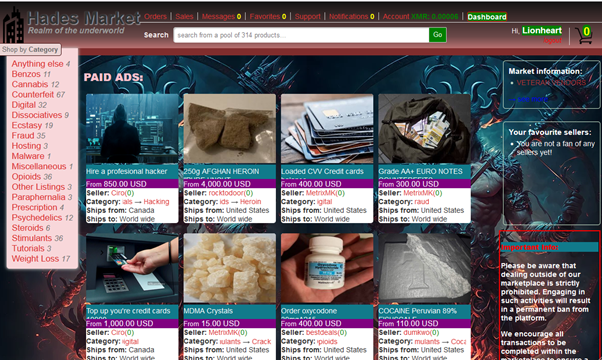 Hades Market
Realm of the underworld
Orders | Sales | Messages 0 | Favorites 0 | Support | Notifications 0 | Account XMR: 0.00006 | Dashboard
Search
search from a pool of 314 products...
Go
Hi, Lionheart
0
Shop by Category
Anything else 4
Benzos 11
Cannabis 12
Counterfeit 67
Digital 32
Dissociatives 9
Ecstasy 19
Fraud 35
Hosting 3
Malware 1
Miscellaneous 1
Opioids 36
Other Listings 3
Paraphernalia 3
Prescription 4
Psychedelics 12
Steroids 6
Stimulants 36
Tutorials 3
Weight Loss 17
PAID ADS:
Hire a profesional hacker
From 850.00 USD
Seller: Ciro(0)
Category: als → Hacking
Ships from: Canada
Ships to: World wide
250g AFGHAN HEROIN
From 4,000.00 USD
Seller: rocktodoor(0)
Category: ids → Heroin
Ships from: United States
Ships to: World wide
Loaded CVV Credit cards
From 400.00 USD
Seller: MetroMK(0)
Category: igital
Ships from: United States
Ships to: World wide
Grade AA+ EURO NOTES
From 300.00 USD
Seller: MetroMK(0)
Category: raud
Ships from: United States
Ships to: World wide
Top up you're credit cards
From 1,000.00 USD
Seller: Ciro(0)
Category: igital
Ships from: Canada
Ships to: World wide
MDMA Crystals
From 15.00 USD
Seller: MetroMK(0)
Category: ulants → Crack
Ships from: United States
Ships to: World wide
Order oxycodone
From 400.00 USD
Seller: bestdeals(0)
Category: ipioids
Ships from: United States
Ships to: World wide
COCAINE Peruvian 89%
From 110.00 USD
Seller: dumkwo(0)
Category: mulants → Coca
Ships from: United States
Ships to: World wide
Market information:
VETERAN VENDORS
Your favourite sellers:
You are not a fan of any
sellers yet!
Important Info:
Please be aware that
dealing outside of our
marketplace is strictly
prohibited. Engaging in
such activities will result
in a permanent ban from
the platform.
We encourage all
transactions to be
completed within the